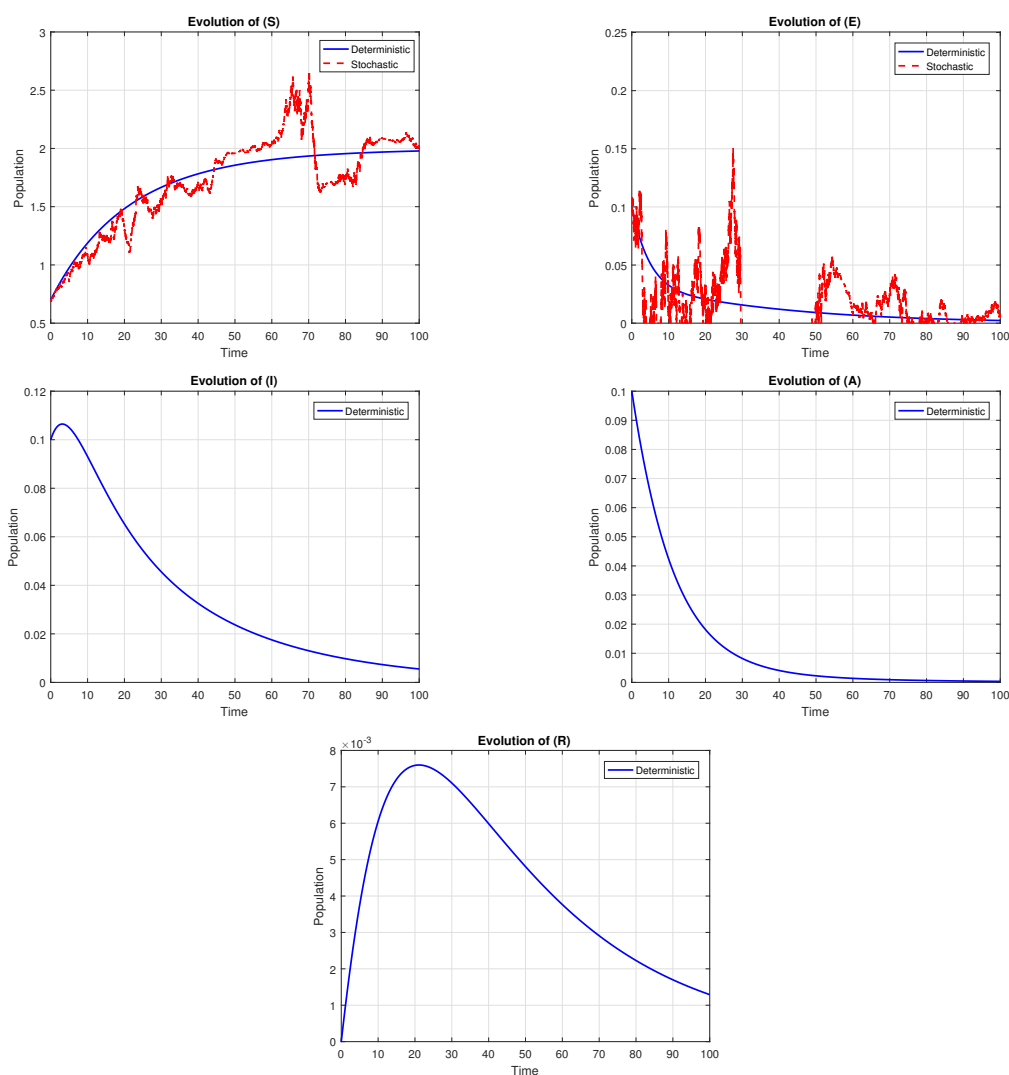 Evolution of (S)
3
2.5
2
1.5
1
0.5
0 10 20 30 40 50 60 70 80 90 100
Time
Population
Deterministic
Stochastic
Evolution of (E)
0.25
0.2
0.15
0.1
0.05
0
0 10 20 30 40 50 60 70 80 90 100
Time
Population
Deterministic
Stochastic
Evolution of (I)
0.12
0.1
0.08
0.06
0.04
0.02
0
0 10 20 30 40 50 60 70 80 90 100
Time
Population
Deterministic
Evolution of (A)
0.1
0.09
0.08
0.07
0.06
0.05
0.04
0.03
0.02
0.01
0
0 10 20 30 40 50 60 70 80 90 100
Time
Population
Deterministic
Evolution of (R)
×10⁻³
8
7
6
5
4
3
2
1
0
0 10 20 30 40 50 60 70 80 90 100
Time
Population
Deterministic